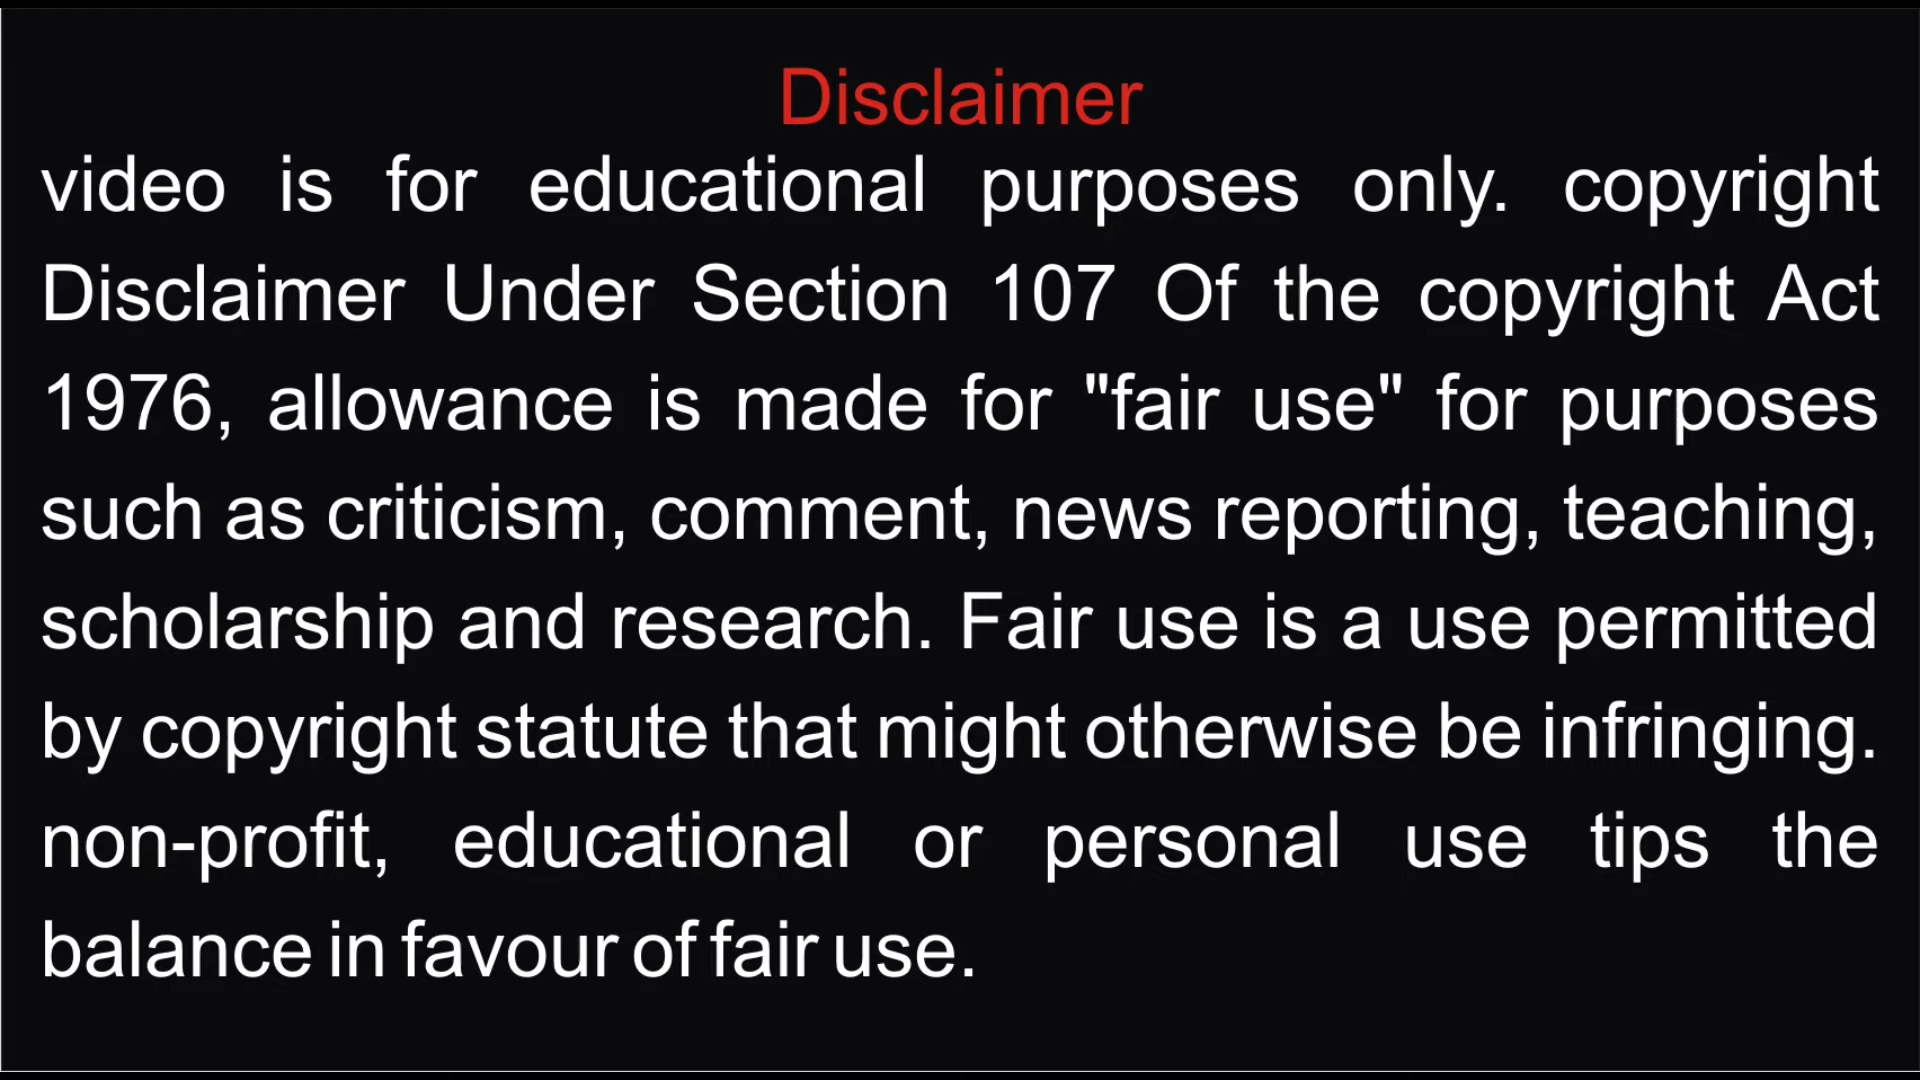 Disclaimer
video is for educational purposes only. copyright
Disclaimer Under Section 107 Of the copyright Act
1976, allowance is made for "fair use" for purposes
such as criticism, comment, news reporting, teaching,
scholarship and research. Fair use is a use permitted
by copyright statute that might otherwise be infringing.
non-profit, educational or personal use tips the
balance in favour of fair use.